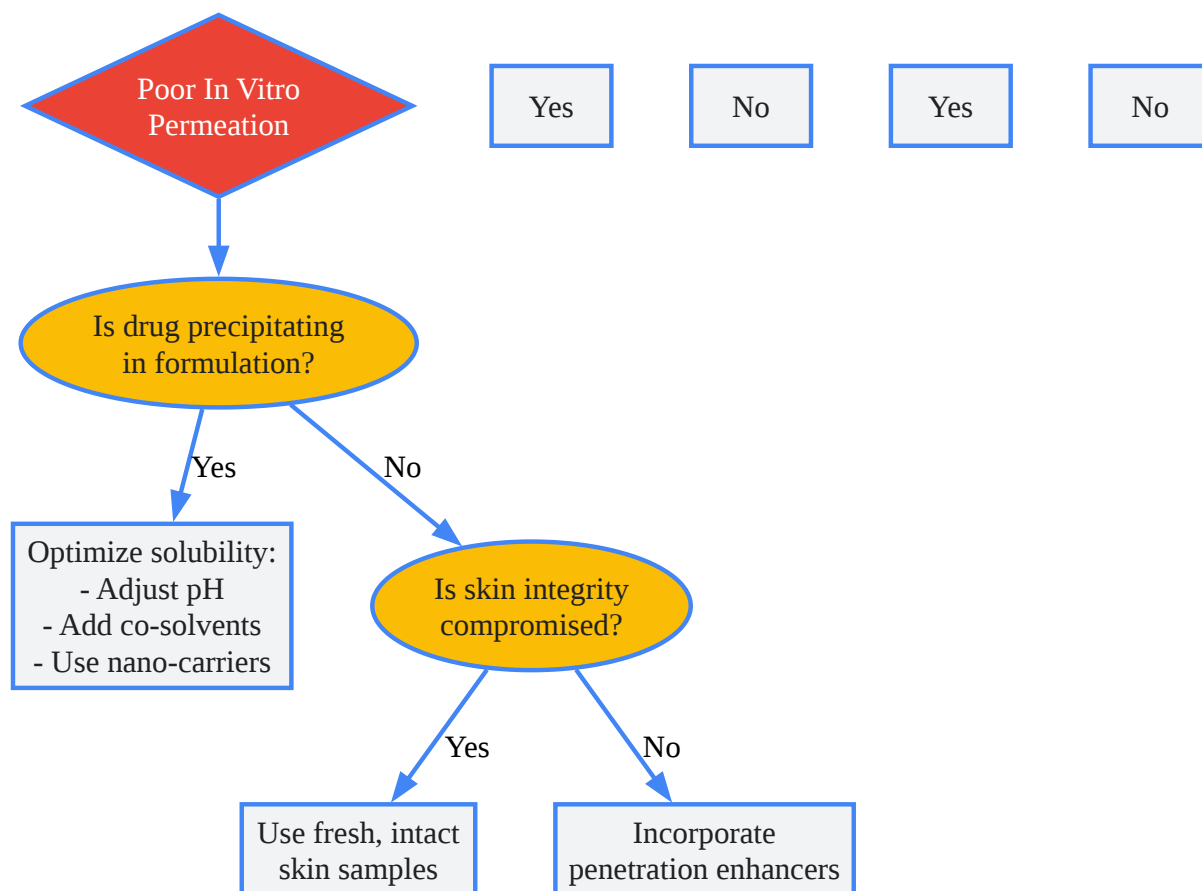 Poor In Vitro
Permeation
Yes
No
Yes
No
Is drug precipitating
in formulation?
Yes
No
Optimize solubility:
- Adjust pH
- Add co-solvents
- Use nano-carriers
Is skin integrity
compromised?
Yes
No
Use fresh, intact
skin samples
Incorporate
penetration enhancers